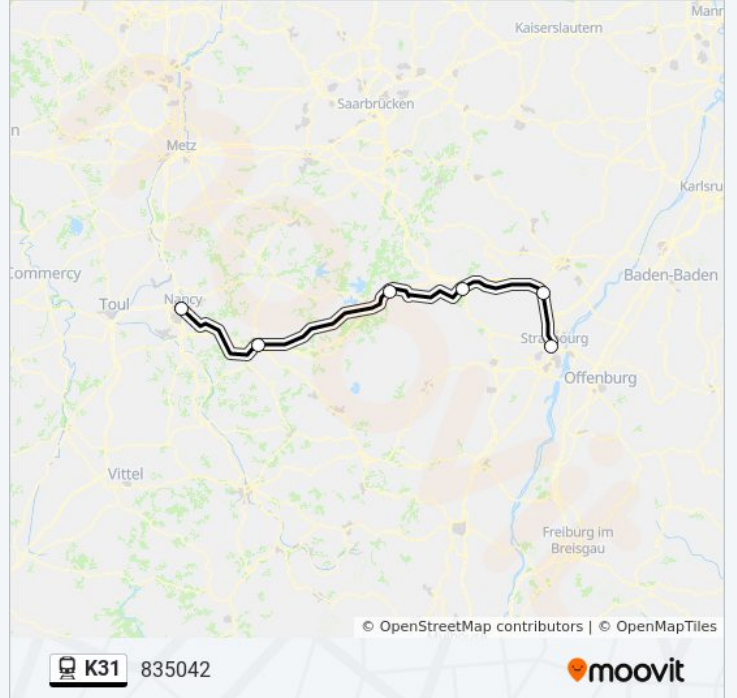 Mann
Kaiserslautern
Saarbrücken
n
Metz
Karlsru
Commercy
Toul
Nancy
Baden-Baden
Strasbourg
Offenburg
Vittel
Freiburg im
Breisgau
© OpenStreetMap contributors | © OpenMapTiles
K31 835042 moovit